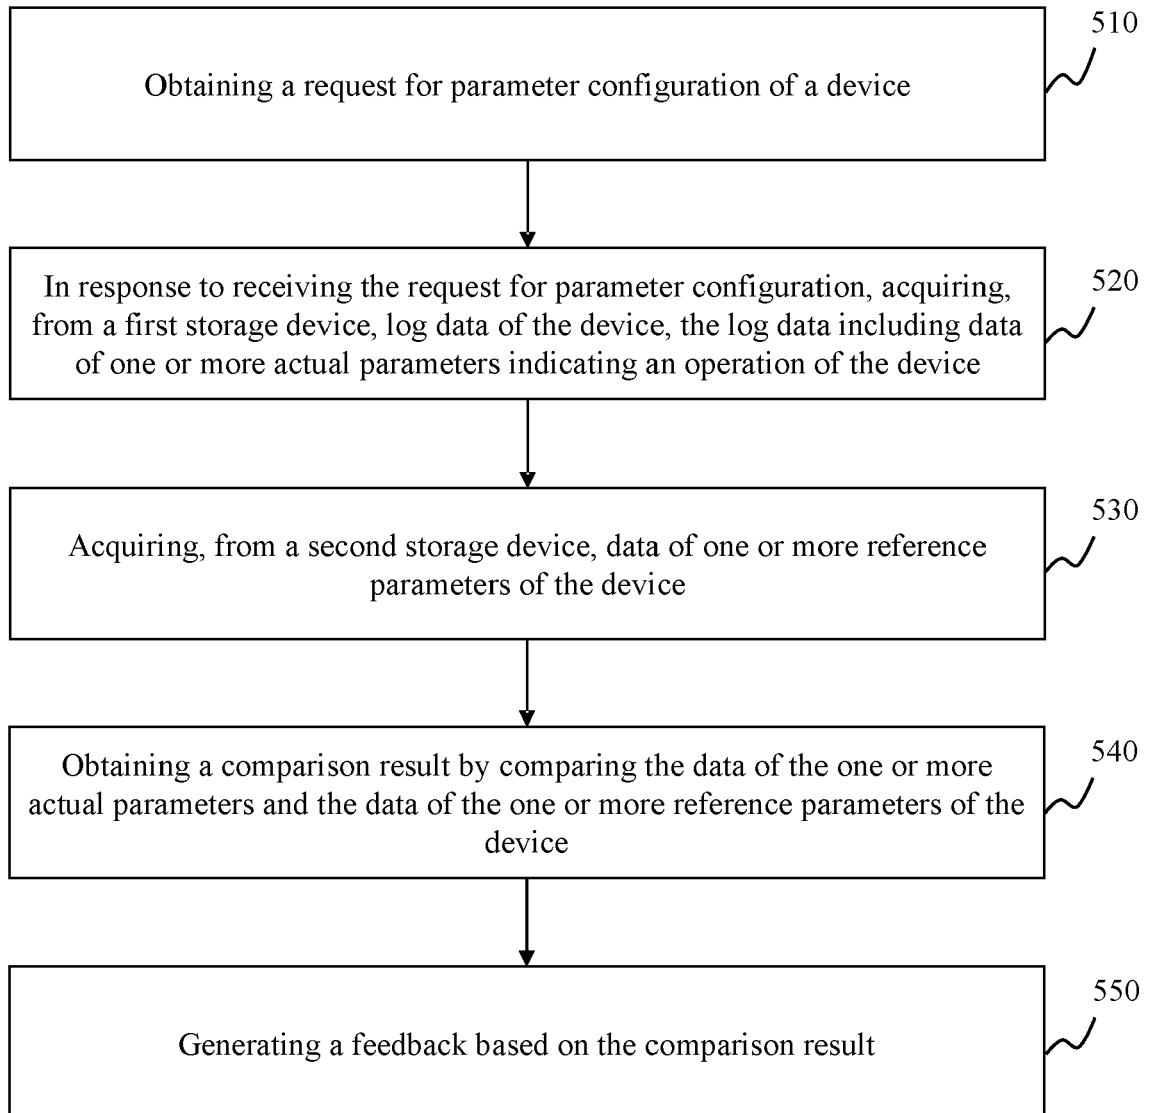 510
Obtaining a request for parameter configuration of a device
520
In response to receiving the request for parameter configuration, acquiring,
from a first storage device, log data of the device, the log data including data
of one or more actual parameters indicating an operation of the device
530
Acquiring, from a second storage device, data of one or more reference
parameters of the device
540
Obtaining a comparison result by comparing the data of the one or more
actual parameters and the data of the one or more reference parameters of the
device
550
Generating a feedback based on the comparison result